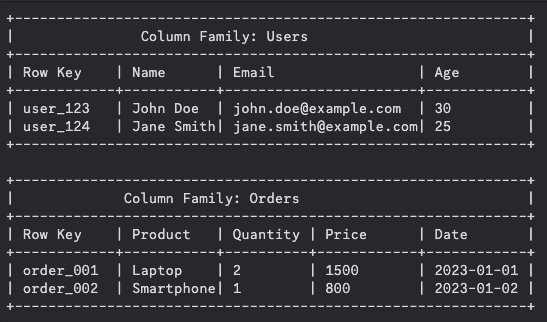 +-------------------------------------------------------------+
|               Column Family: Users                          |
+-------------------------------------------------------------+
| Row Key    | Name      | Email                 | Age        |
+------------+-----------+-----------------------+------------+
| user_123   | John Doe  | john.doe@example.com  | 30         |
| user_124   | Jane Smith| jane.smith@example.com| 25         |
+-------------------------------------------------------------+

+-------------------------------------------------------------+
|             Column Family: Orders                           |
+-------------------------------------------------------------+
| Row Key    | Product   | Quantity | Price      | Date       |
+------------+-----------+----------+------------+------------+
| order_001  | Laptop    | 2        | 1500       | 2023-01-01 |
| order_002  | Smartphone| 1        | 800        | 2023-01-02 |
+-------------------------------------------------------------+